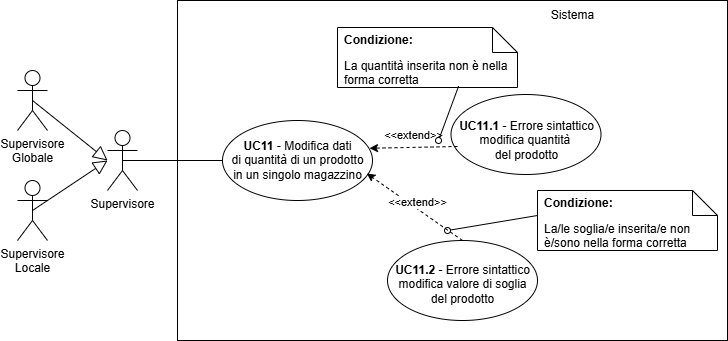 Sistema
Condizione:
La quantità inserita non è nella
forma corretta
Supervisore
Globale
Supervisore
Supervisore
Locale
UC11 - Modifica dati
di quantità di un prodotto
in un singolo magazzino
<<extend>>
UC11.1 - Errore sintattico
modifica quantità
del prodotto
<<extend>>
Condizione:
La/le soglia/e inserita/e non
è/sono nella forma corretta
UC11.2 - Errore sintattico
modifica valore di soglia
del prodotto